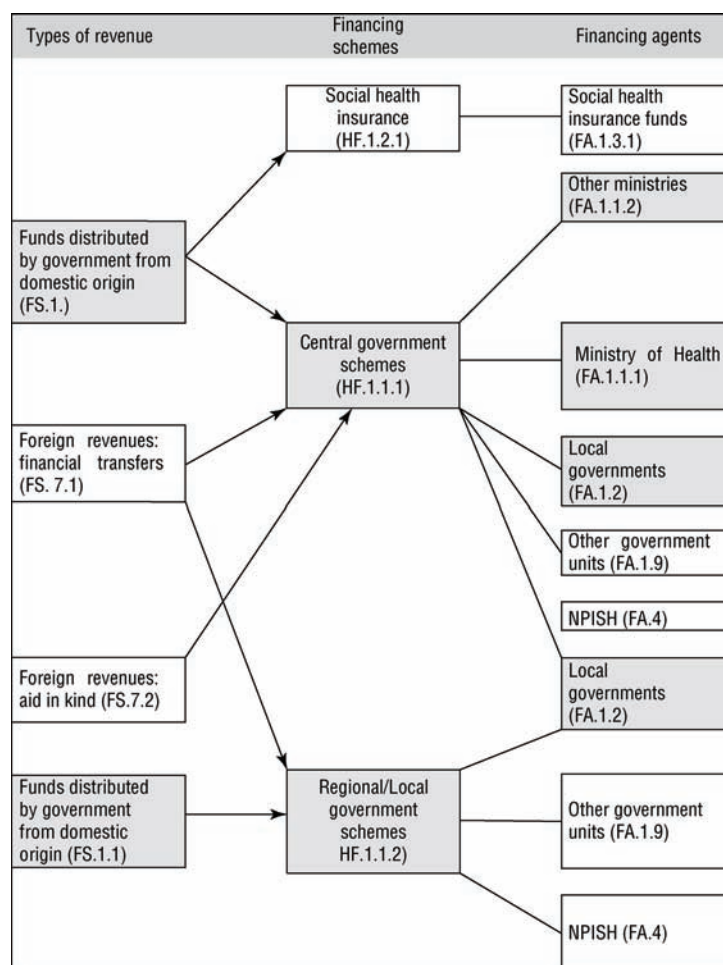 Types of revenue
Financing
schemes
Financing agents
Social health
insurance
(HF.1.2.1)
Social health
insurance funds
(FA.1.3.1)
Other ministries
(FA.1.1.2)
Funds distributed
by government from
domestic origin
(FS.1.)
Central government
schemes
(HF.1.1.1)
Ministry of Health
(FA.1.1.1)
Foreign revenues:
financial transfers
(FS. 7.1)
Local
governments
(FA.1.2)
Other government
units (FA.1.9)
NPISH (FA.4)
Foreign revenues:
aid in kind (FS.7.2)
Local
governments
(FA.1.2)
Funds distributed
by government
from domestic
origin (FS.1.1)
Regional/Local
government
schemes
HF.1.1.2)
Other government
units (FA.1.9)
NPISH (FA.4)